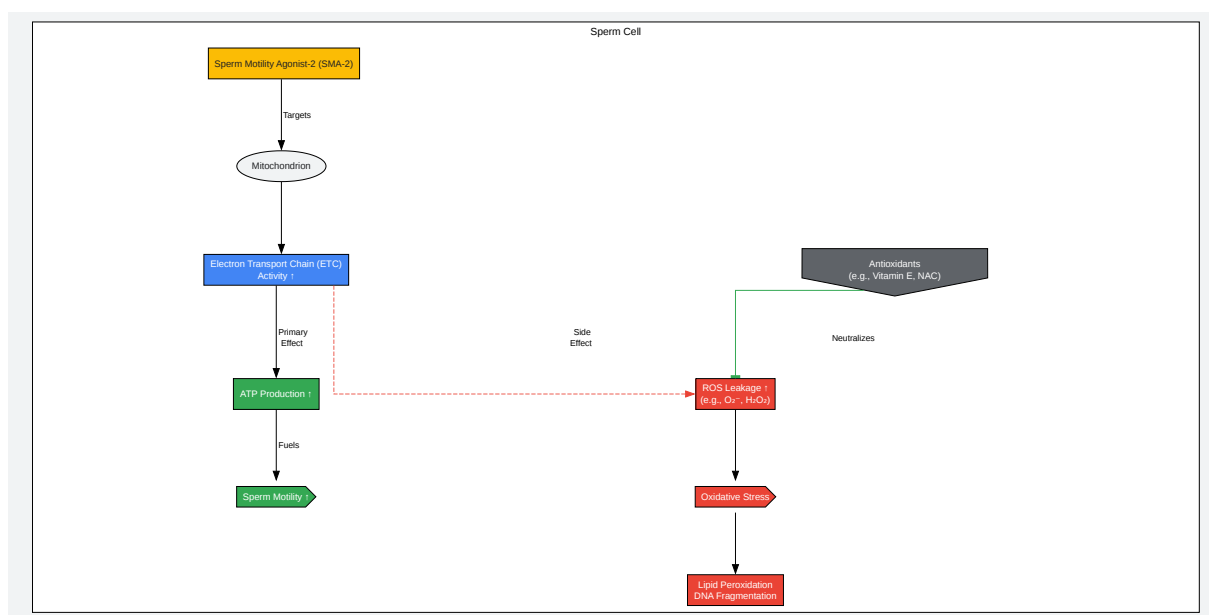 Sperm Cell
Sperm Motility Agonist-2 (SMA-2)
Targets
Mitochondrion
Electron Transport Chain (ETC)
Activity ↑
Antioxidants
(e.g., Vitamin E, NAC)
Primary
Effect
Side
Effect
Neutralizes
ATP Production ↑
ROS Leakage ↑
(e.g., O₂⁻, H₂O₂)
Fuels
Sperm Motility ↑
Oxidative Stress
Lipid Peroxidation
DNA Fragmentation